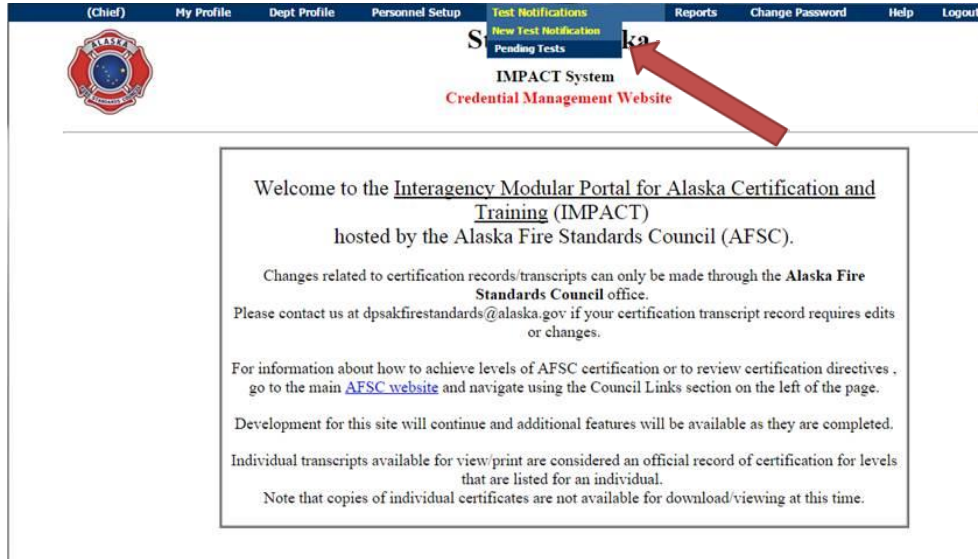 (Chief) My Profile Dept Profile Personnel Setup Test Notifications Reports Change Password Help Logout
New Test Notification
Pending Tests
ALASKA
IMPACT System
Credential Management Website
Welcome to the Interagency Modular Portal for Alaska Certification and
Training (IMPACT)
hosted by the Alaska Fire Standards Council (AFSC).
Changes related to certification records/transcripts can only be made through the Alaska Fire
Standards Council office.
Please contact us at dpsakfirestandards@alaska.gov if your certification transcript record requires edits
or changes.
For information about how to achieve levels of AFSC certification or to review certification directives ,
go to the main AFSC website and navigate using the Council Links section on the left of the page.
Development for this site will continue and additional features will be available as they are completed.
Individual transcripts available for view/print are considered an official record of certification for levels
that are listed for an individual.
Note that copies of individual certificates are not available for download/viewing at this time.